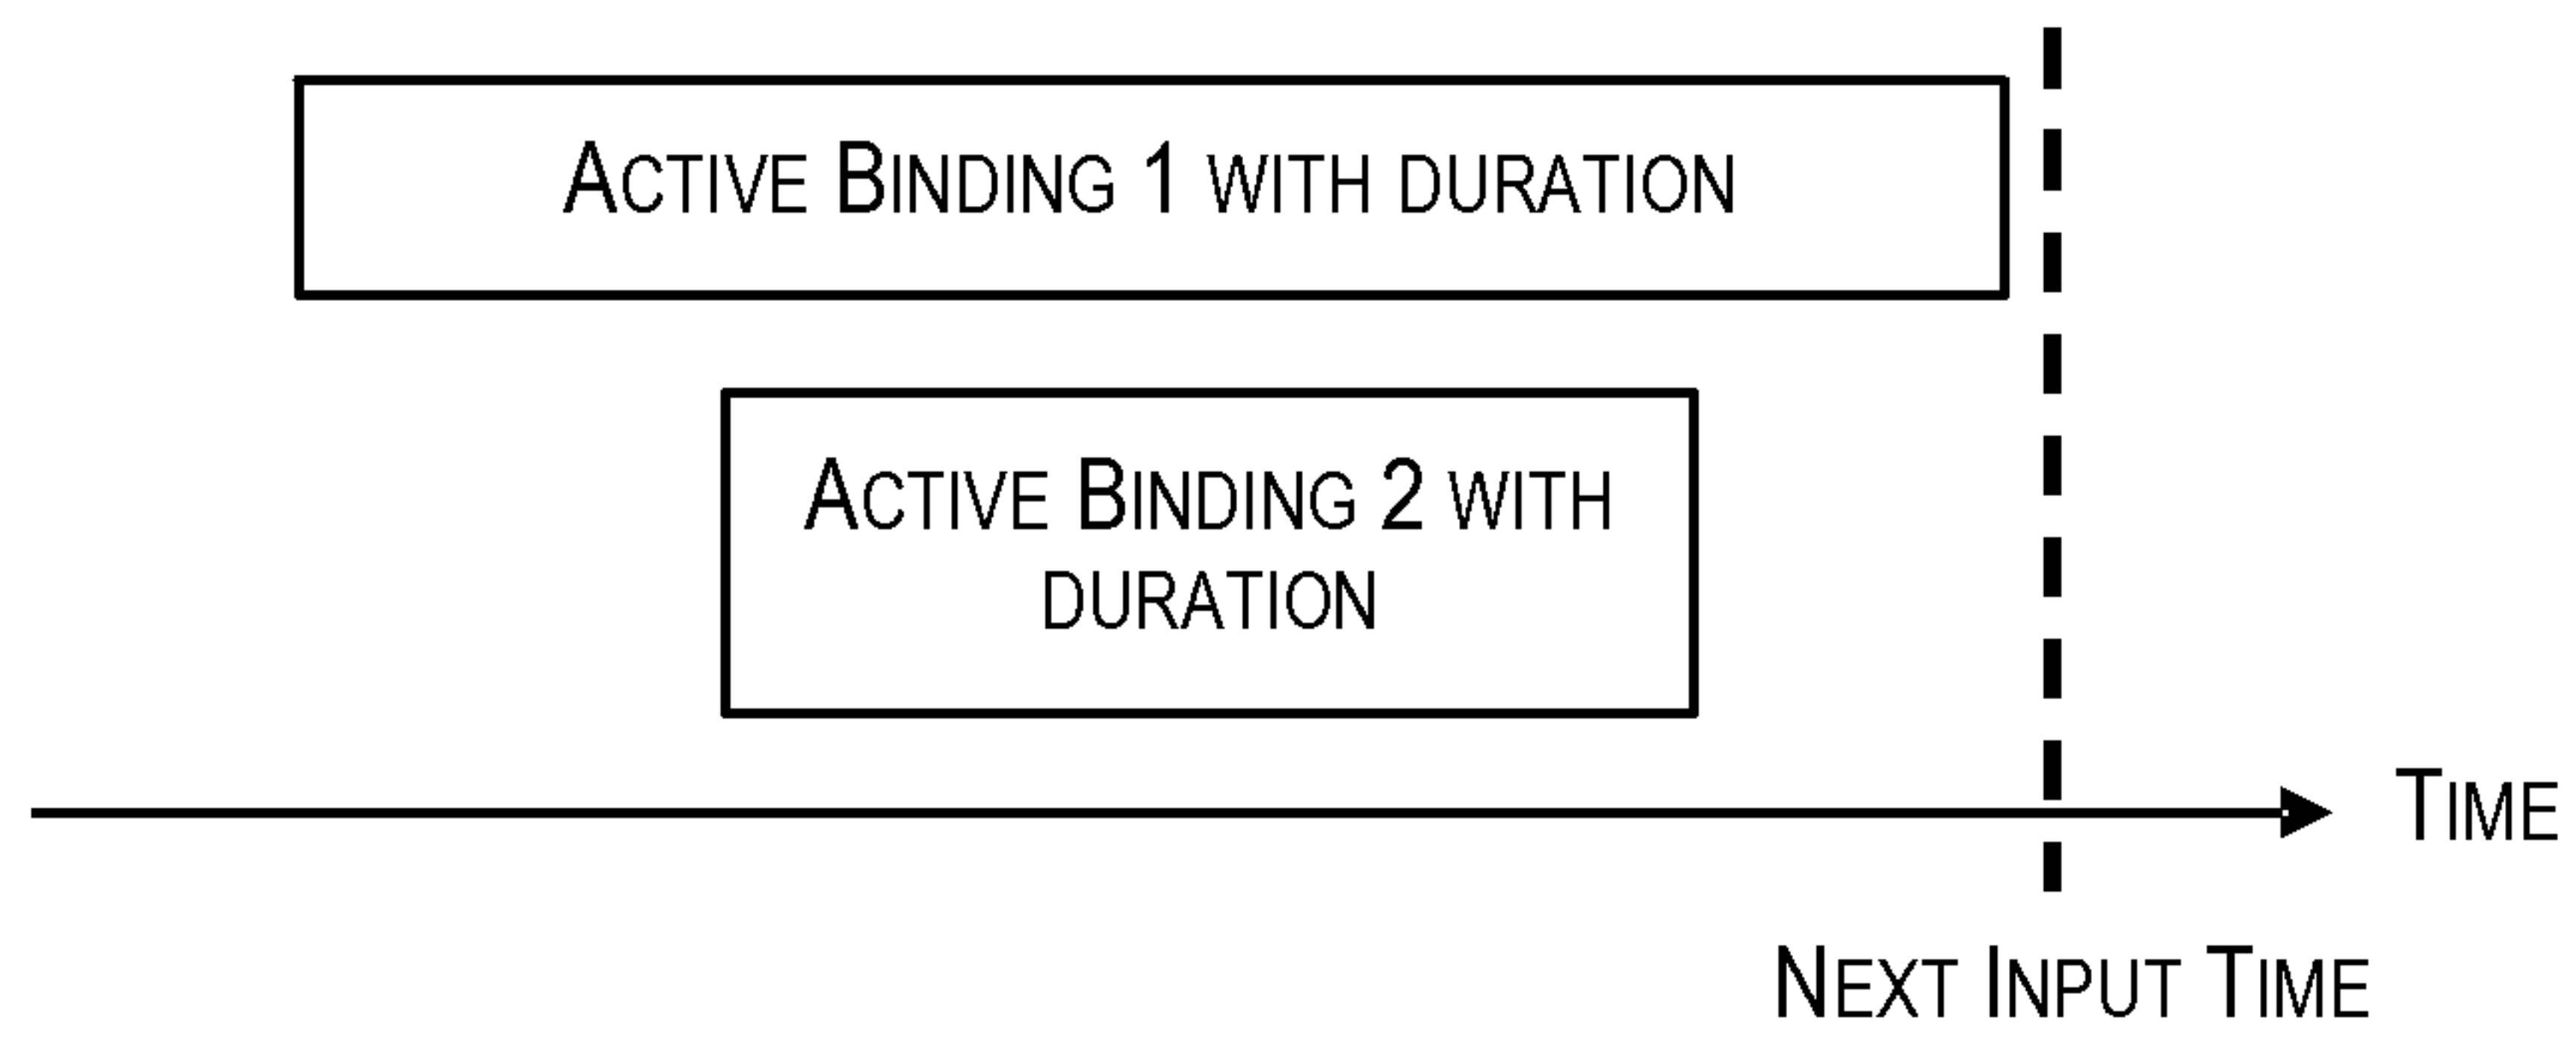 ACTIVE BINDING 1 WITH DURATION
ACTIVE BINDING 2 WITH
DURATION
TIME
NEXT INPUT TIME